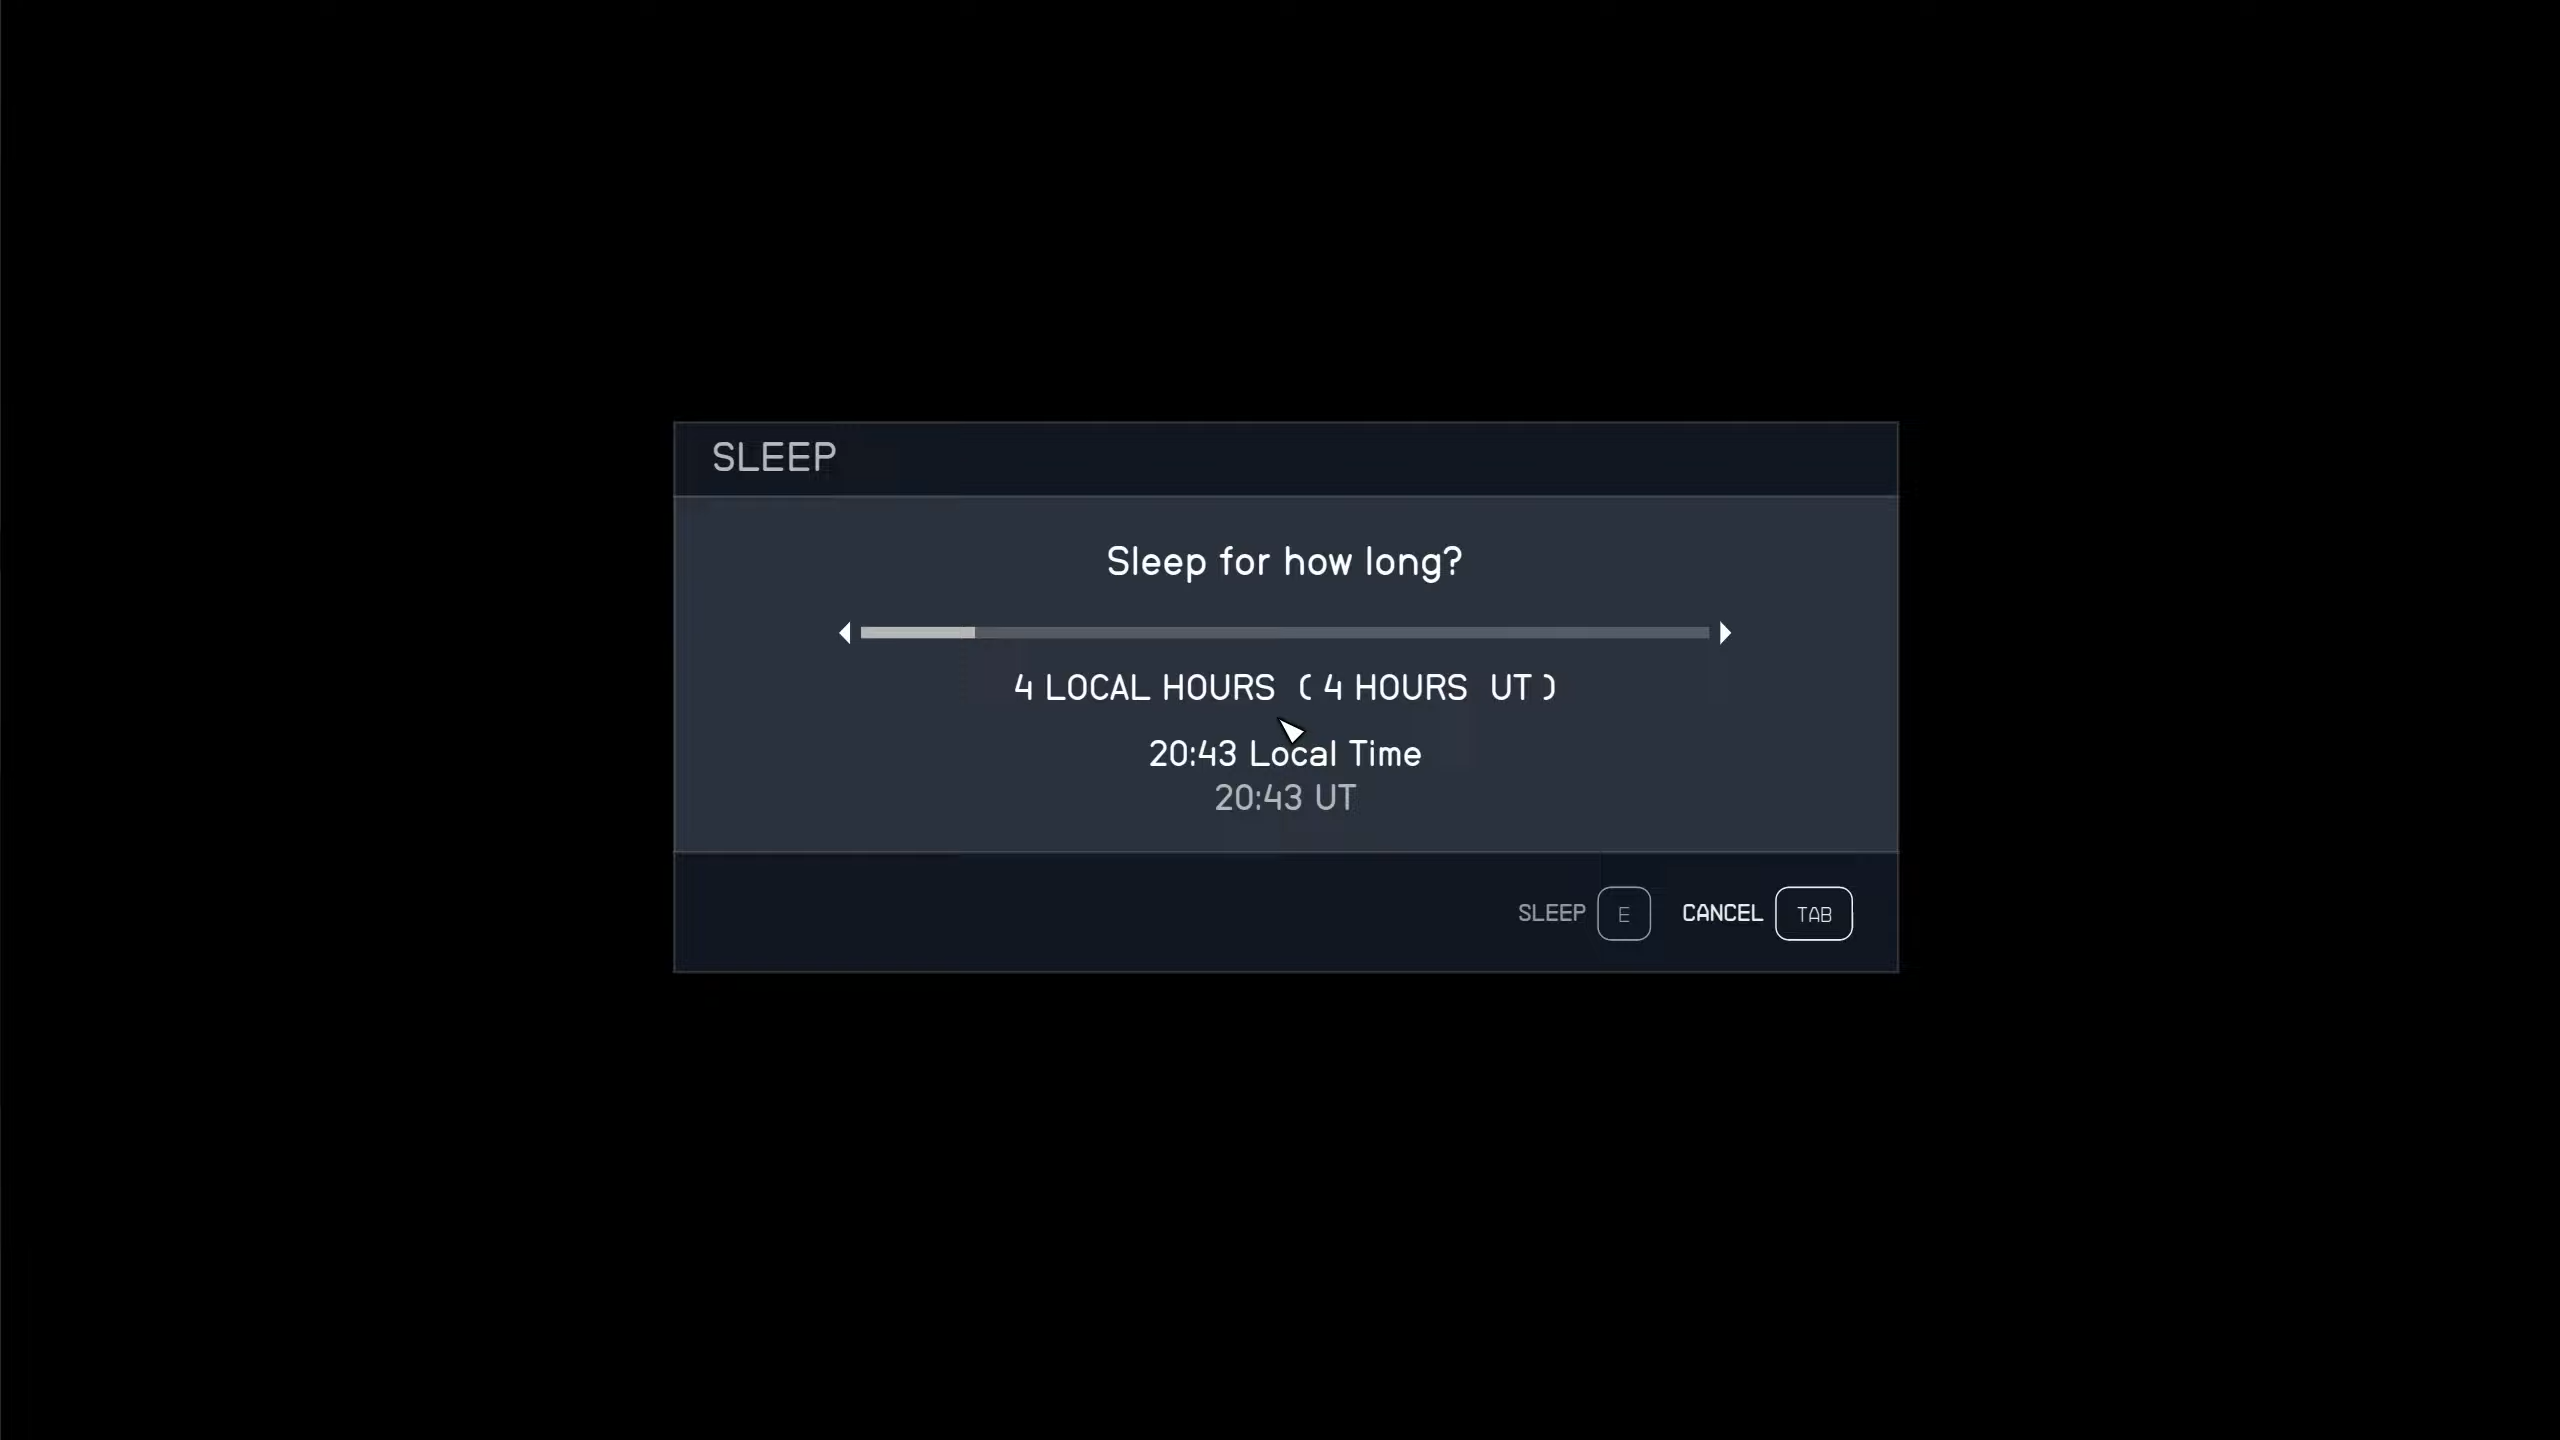 SLEEP
Sleep for how long?
4 LOCAL HOURS ( 4 HOURS UT )
20:43 Local Time
20:43 UT
SLEEP E CANCEL TAB